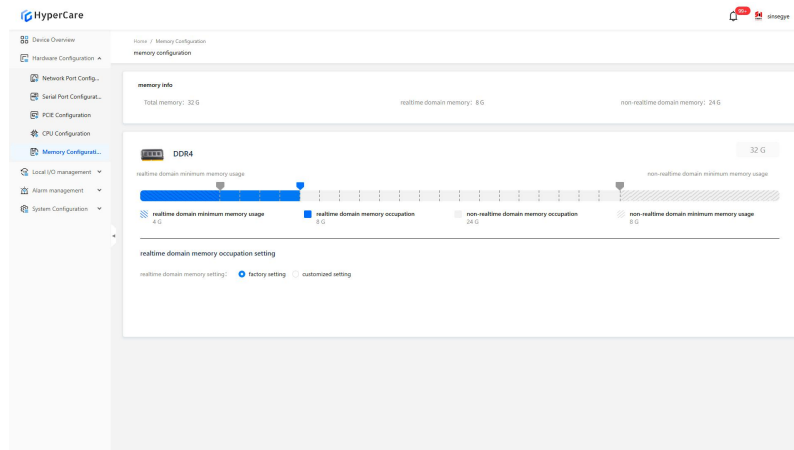 HyperCare
99+
sinsegye
Device Overview
Hardware Configuration
Network Port Config...
Serial Port Configurat...
PCIE Configuration
CPU Configuration
Memory Configurati...
Local I/O management
Alarm management
System Configuration
Home / Memory Configuration
memory configuration
memory info
Total memory: 32 G
realtime domain memory: 8 G
non-realtime domain memory: 24 G
DDR4
32 G
realtime domain minimum memory usage
non-realtime domain minimum memory usage
realtime domain minimum memory usage
4 G
realtime domain memory occupation
8 G
non-realtime domain memory occupation
24 G
non-realtime domain minimum memory usage
8 G
realtime domain memory occupation setting
realtime domain memory setting:
factory setting
customized setting